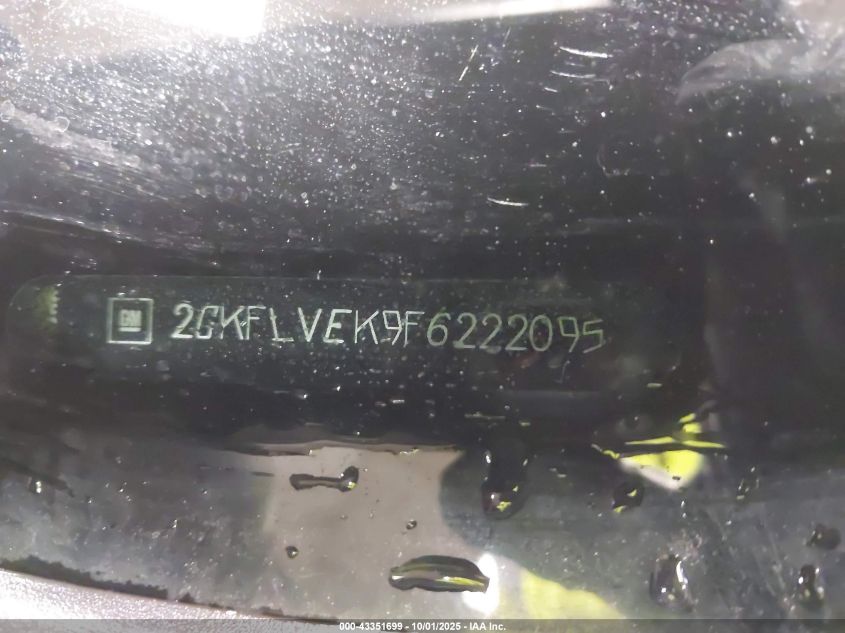 GM
2GKFLVEK9F6222095
000-43351699 - 10/01/2025 - IAA Inc.